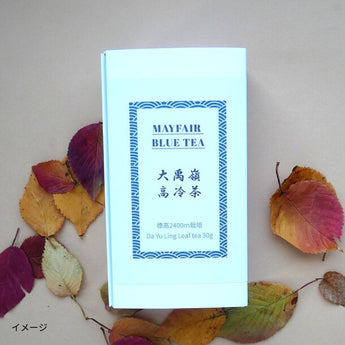 MAYFAIR
BLUE TEA
大禹嶺
高冷茶
標高2400m栽培
Da Yu Ling Leaf tea 30g
イメージ